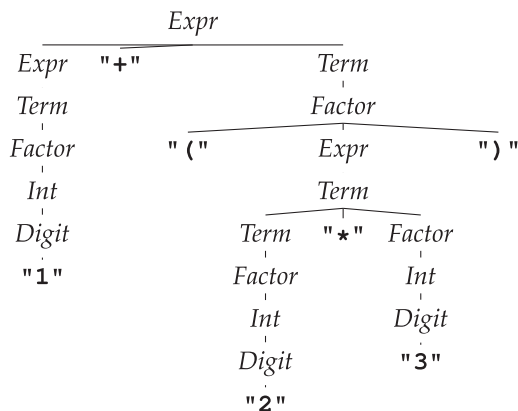 Expr
Expr "+" Term
Term Factor
Factor "(" Expr ")"
Int Term
Digit Term "*" Factor
"1" Factor Int
Int Digit
Digit "3"
"2"